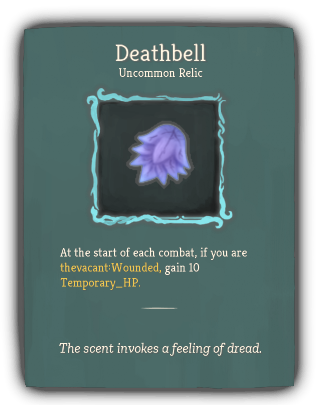 Deathbell
Uncommon Relic
At the start of each combat, if you are
thevacant:Wounded, gain 10
Temporary_HP.
The scent invokes a feeling of dread.